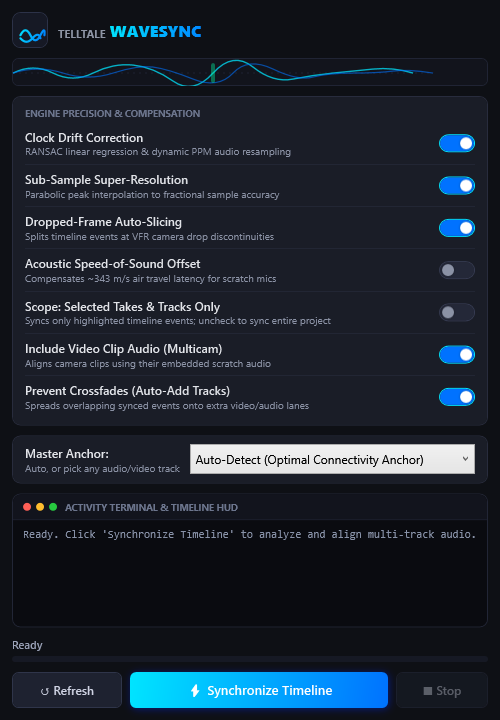 TELLTALE WAVESYNC
ENGINE PRECISION & COMPENSATION
Clock Drift Correction
RANSAC linear regression & dynamic PPM audio resampling
Sub-Sample Super-Resolution
Parabolic peak interpolation to fractional sample accuracy
Dropped-Frame Auto-Slicing
Splits timeline events at VFR camera drop discontinuities
Acoustic Speed-of-Sound Offset
Compensates ~343 m/s air travel latency for scratch mics
Scope: Selected Takes & Tracks Only
Syncs only highlighted timeline events; uncheck to sync entire project
Include Video Clip Audio (Multicam)
Aligns camera clips using their embedded scratch audio
Prevent Crossfades (Auto-Add Tracks)
Spreads overlapping synced events onto extra video/audio lanes
Master Anchor:
Auto, or pick any audio/video track
Auto-Detect (Optimal Connectivity Anchor)
ACTIVITY TERMINAL & TIMELINE HUD
Ready. Click 'Synchronize Timeline' to analyze and align multi-track audio.
Ready
↺ Refresh
Synchronize Timeline
Stop